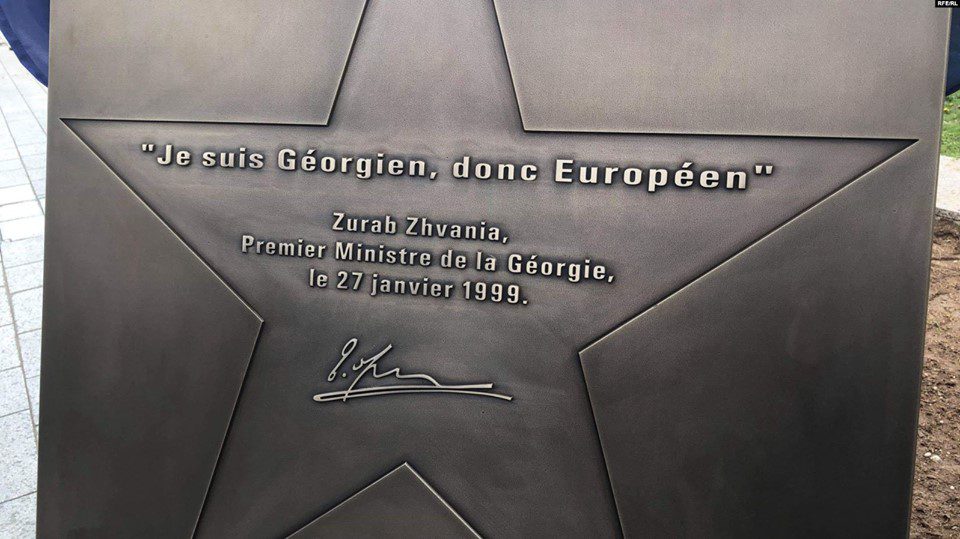 RFE/RL
"Je suis Géorgien, donc Européen"
Zurab Zhvania,
Premier Ministre de la Géorgie,
le 27 janvier 1999.